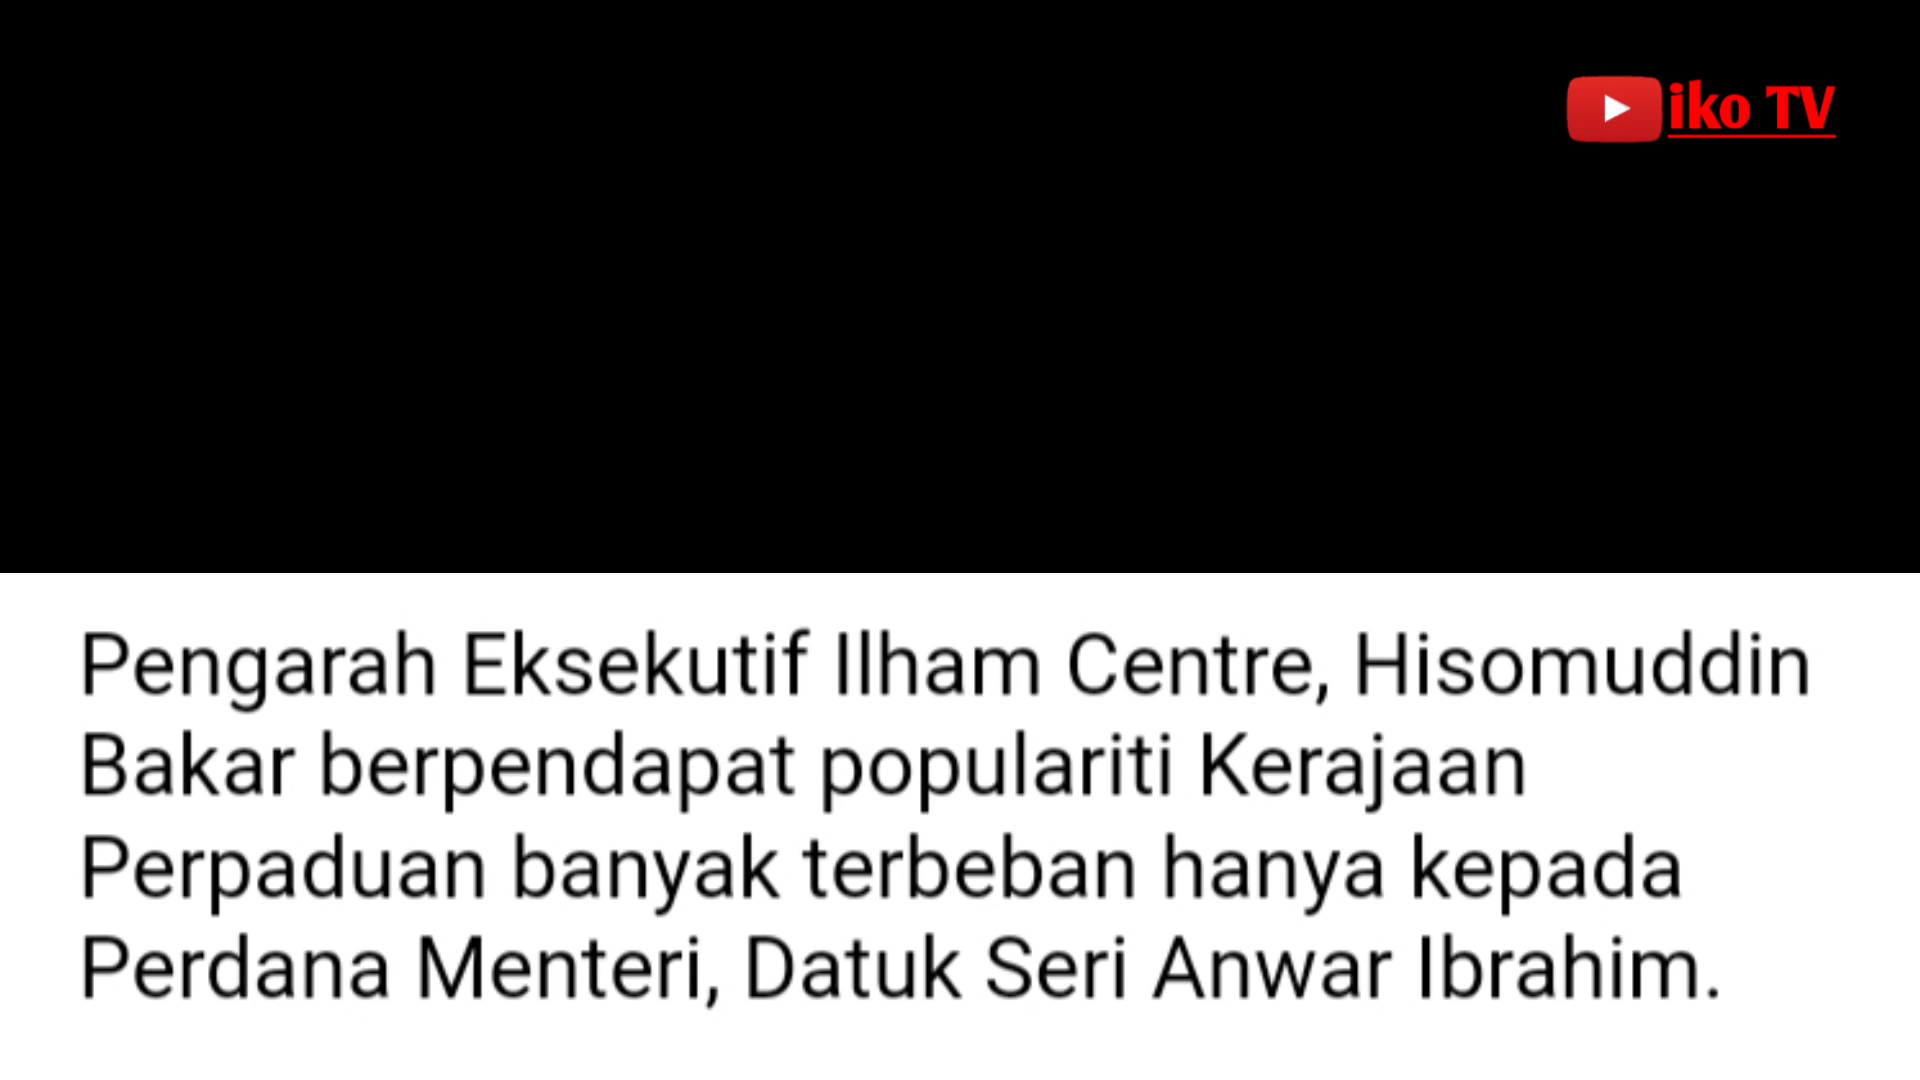 iko TV
Pengarah Eksekutif Ilham Centre, Hisomuddin
Bakar berpendapat populariti Kerajaan
Perpaduan banyak terbeban hanya kepada
Perdana Menteri, Datuk Seri Anwar Ibrahim.